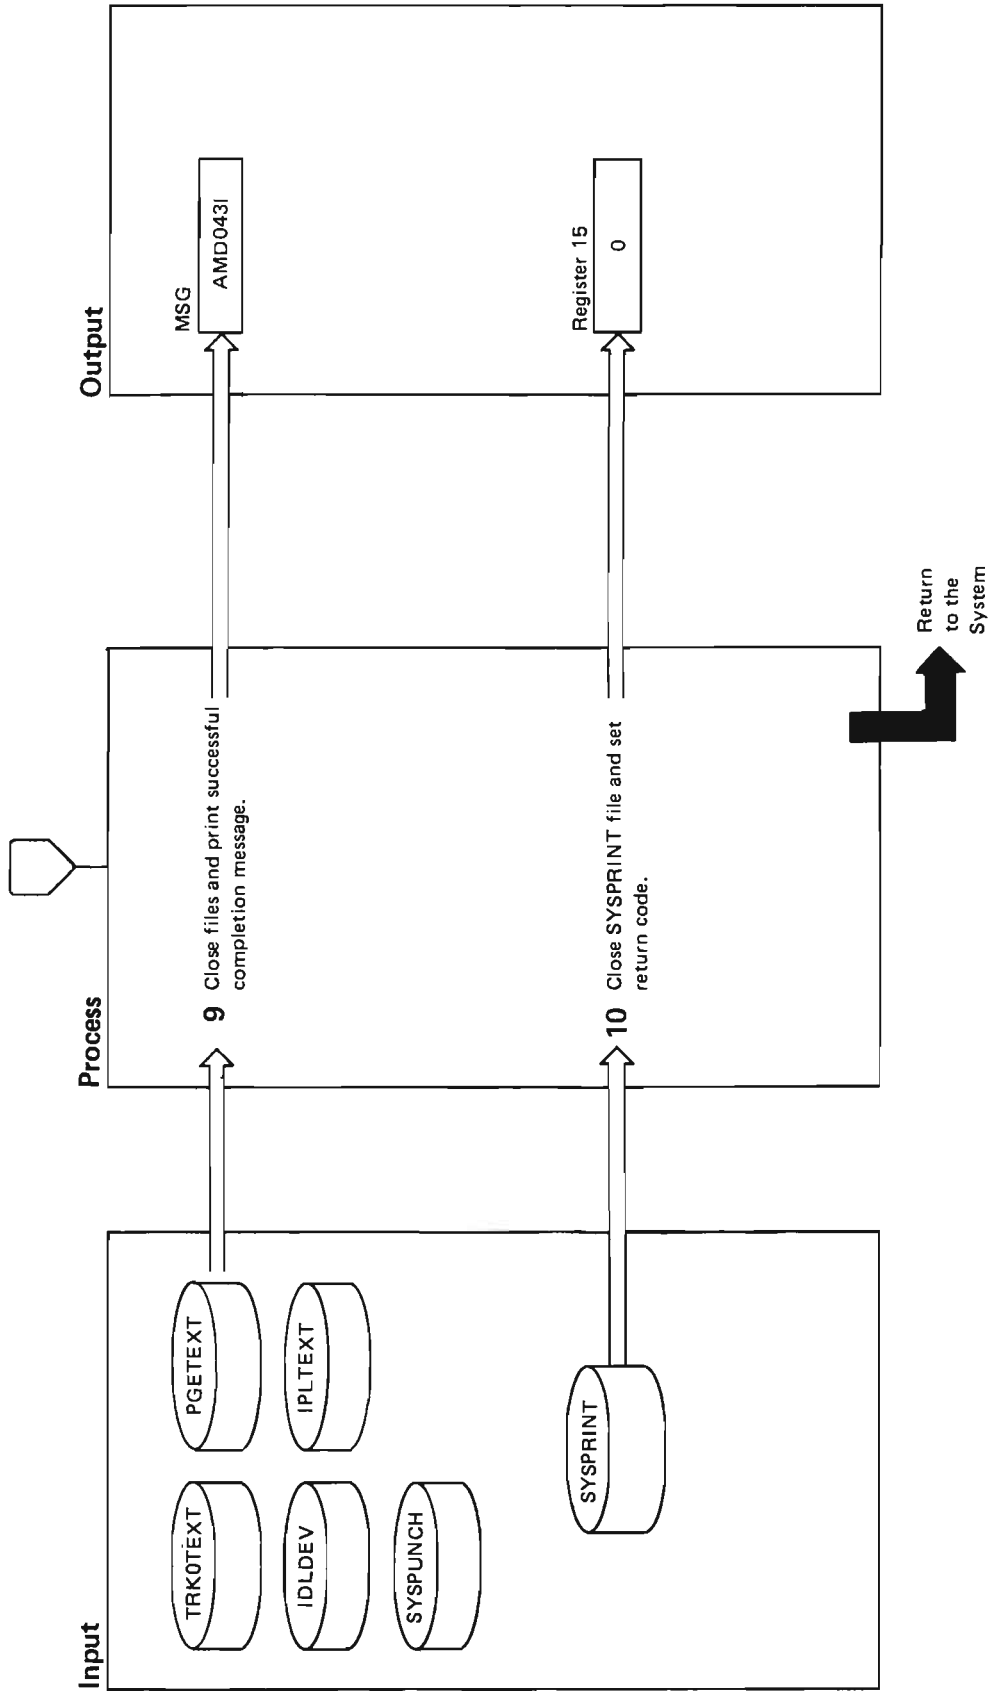 Input
TRK0TEXT
PGETEXT
IDLDEV
IPLTEXT
SYSPUNCH
SYSPRINT
Process
9 Close files and print successful
completion message.
10 Close SYSPRINT file and set
return code.
Return
to the
System
Output
MSG
AMD043I
Register 15
0